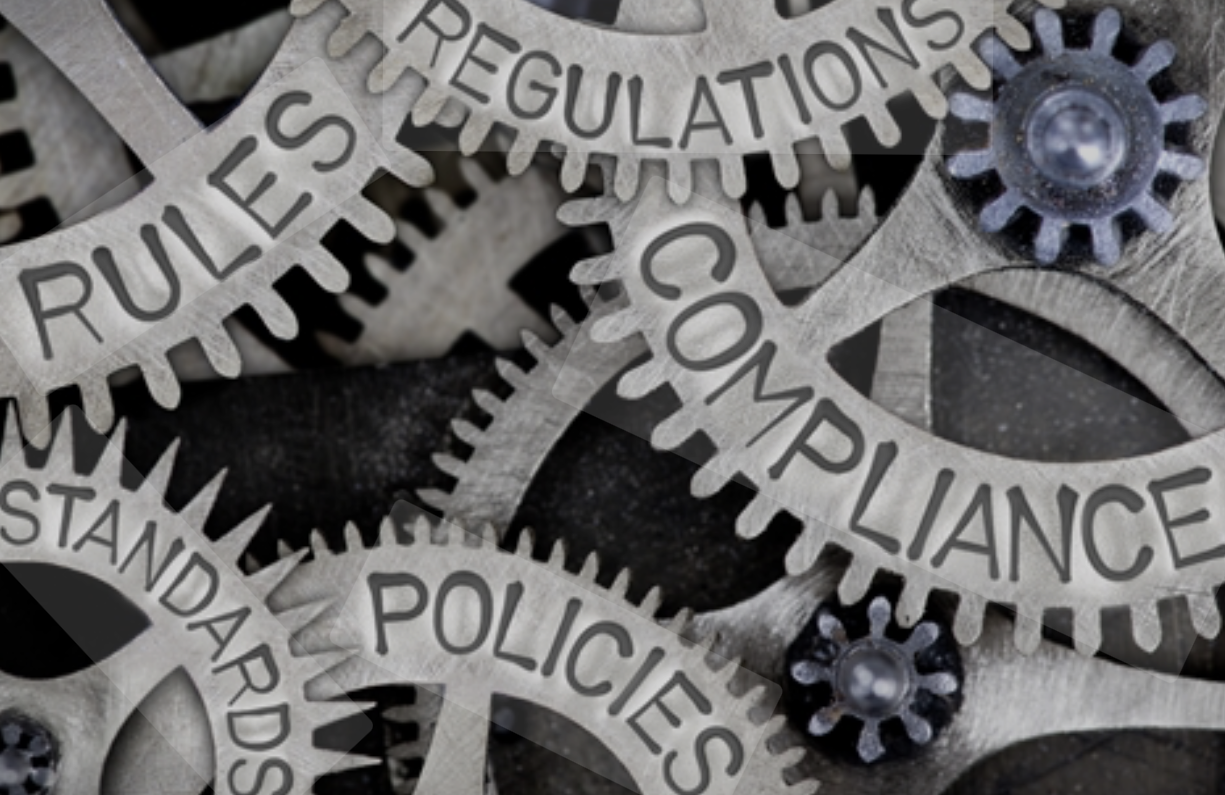 REGULATIONS
RULES
COMPLIANCE
STANDARDS
POLICIES